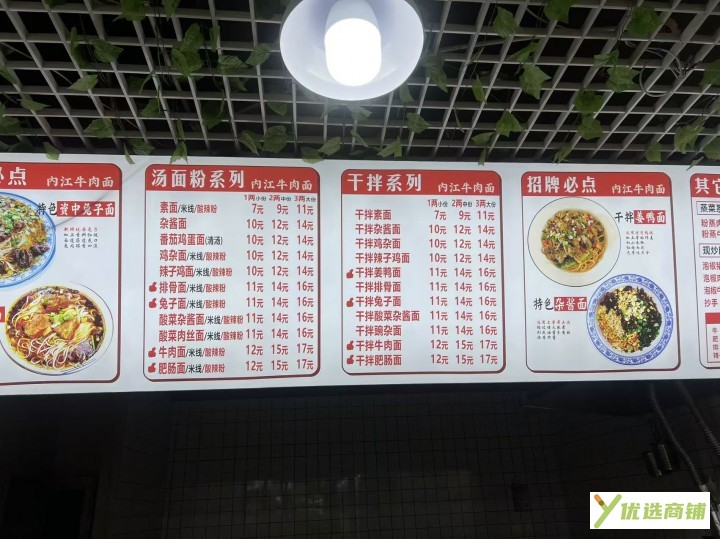 必点
特色资中兔子面
汤面粉系列 内江牛肉面
1两小份 2两中份 3两大份
素面/米线/酸辣粉 7元 9元 11元
杂酱面 10元 12元 14元
番茄鸡蛋面(清汤) 10元 12元 14元
鸡杂面/米线/酸辣粉 10元 12元 14元
辣子鸡面/米线/酸辣粉 10元 12元 14元
排骨面/米线/酸辣粉 11元 14元 16元
兔子面/米线/酸辣粉 11元 14元 16元
酸菜杂酱面/米线/酸辣粉 11元 14元 16元
酸菜肉丝面/米线/酸辣粉 11元 14元 16元
牛肉面/米线/酸辣粉 12元 15元 17元
肥肠面/米线/酸辣粉 12元 15元 17元
干拌系列 内江牛肉面
1两小份 2两中份 3两大份
干拌素面 7元 9元 11元
干拌杂酱面 10元 12元 14元
干拌鸡杂面 10元 12元 14元
干拌辣子鸡面 10元 12元 14元
干拌姜鸭面 11元 14元 16元
干拌排骨面 11元 14元 16元
干拌兔子面 11元 14元 16元
干拌酸菜杂酱面 11元 14元 16元
干拌豌杂面 11元 14元 16元
干拌牛肉面 12元 15元 17元
干拌肥肠面 12元 15元 17元
招牌必点 内江牛肉面
干拌姜鸭面
特色杂酱面
其它
蒸菜
粉蒸肉
粉蒸
现炒
泡椒
泡椒
抄手
优选商铺